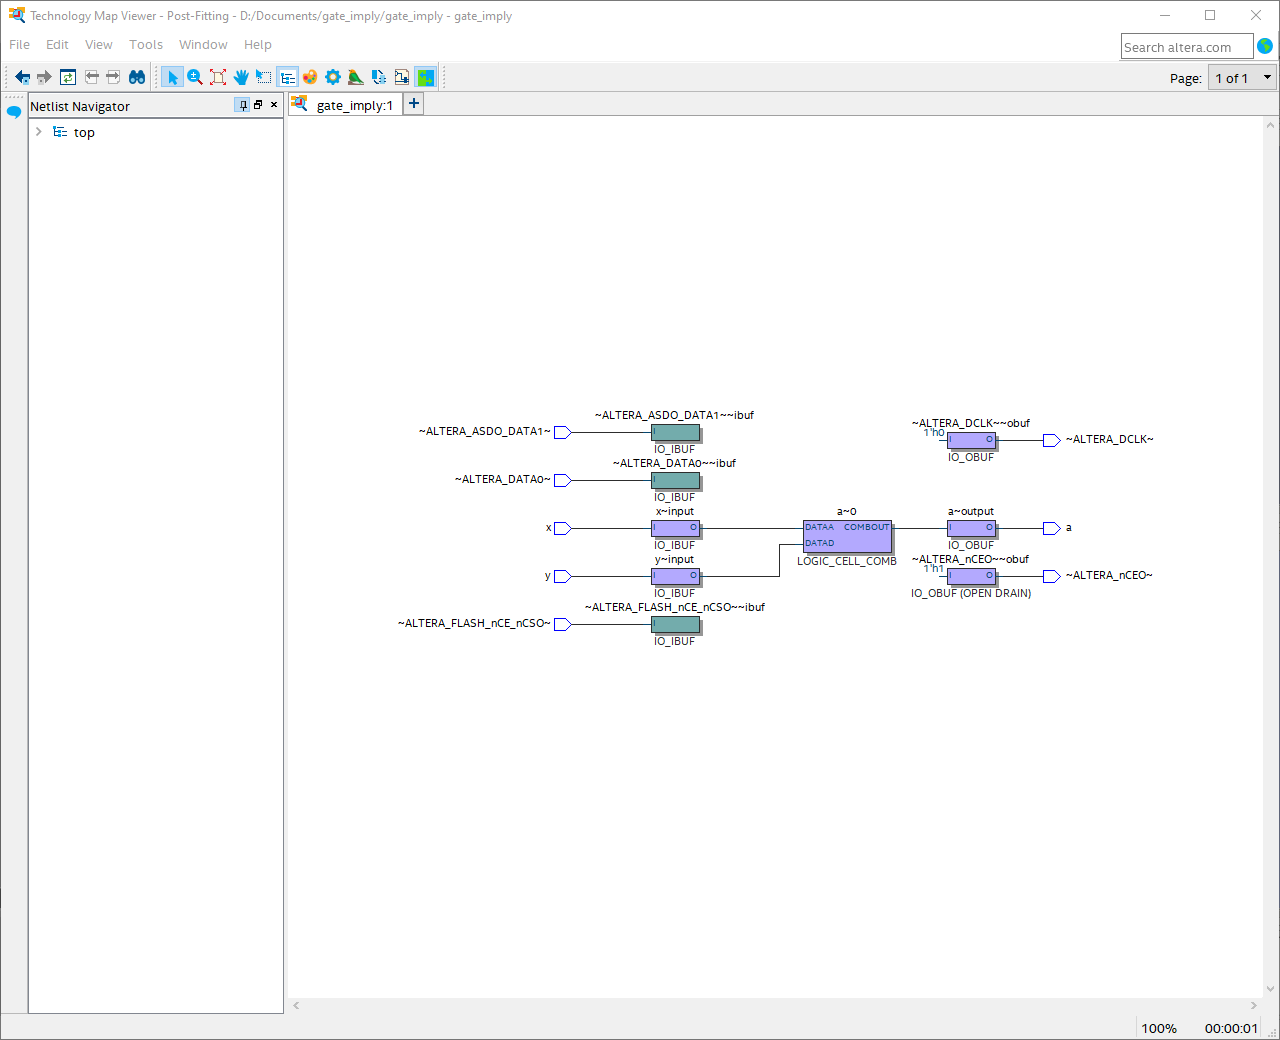 Technology Map Viewer - Post-Fitting - D:/Documents/gate_imply/gate_imply - gate_imply
File Edit View Tools Window Help
Search altera.com
Page: 1 of 1
Netlist Navigator
gate_imply:1
top
~ALTERA_ASDO_DATA1~~ibuf
~ALTERA_ASDO_DATA1~
I
IO_IBUF
~ALTERA_DCLK~~obuf
1'h0
I O
~ALTERA_DCLK~
IO_OBUF
~ALTERA_DATA0~~ibuf
~ALTERA_DATA0~
I
IO_IBUF
x~input
x
I O
IO_IBUF
a~0
DATAA COMBOUT
DATAD
LOGIC_CELL_COMB
a~output
I O
a
IO_OBUF
y~input
y
I O
IO_IBUF
~ALTERA_nCEO~~obuf
1'h1
I O
~ALTERA_nCEO~
IO_OBUF (OPEN DRAIN)
~ALTERA_FLASH_nCE_nCSO~~ibuf
~ALTERA_FLASH_nCE_nCSO~
I
IO_IBUF
100% 00:00:01